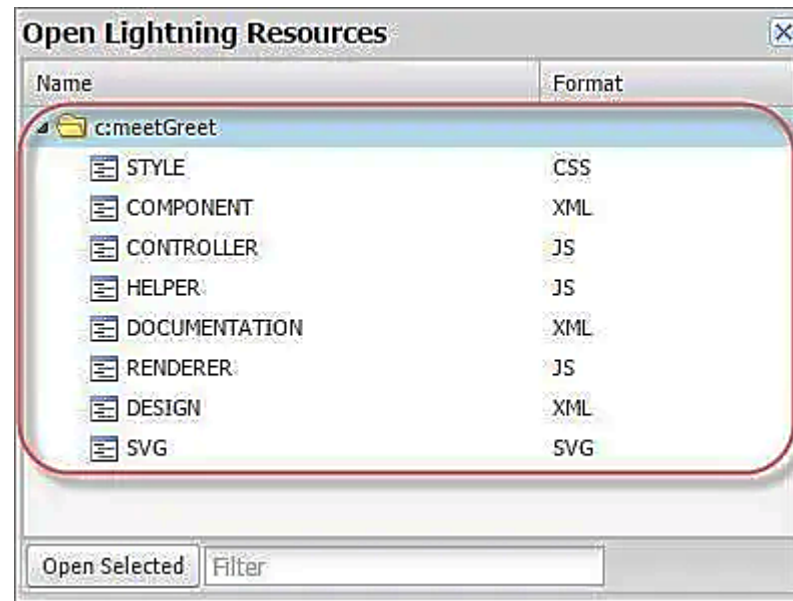 Open Lightning Resources
Name Format
c:meetGreet
STYLE CSS
COMPONENT XML
CONTROLLER JS
HELPER JS
DOCUMENTATION XML
RENDERER JS
DESIGN XML
SVG SVG
Open Selected Filter